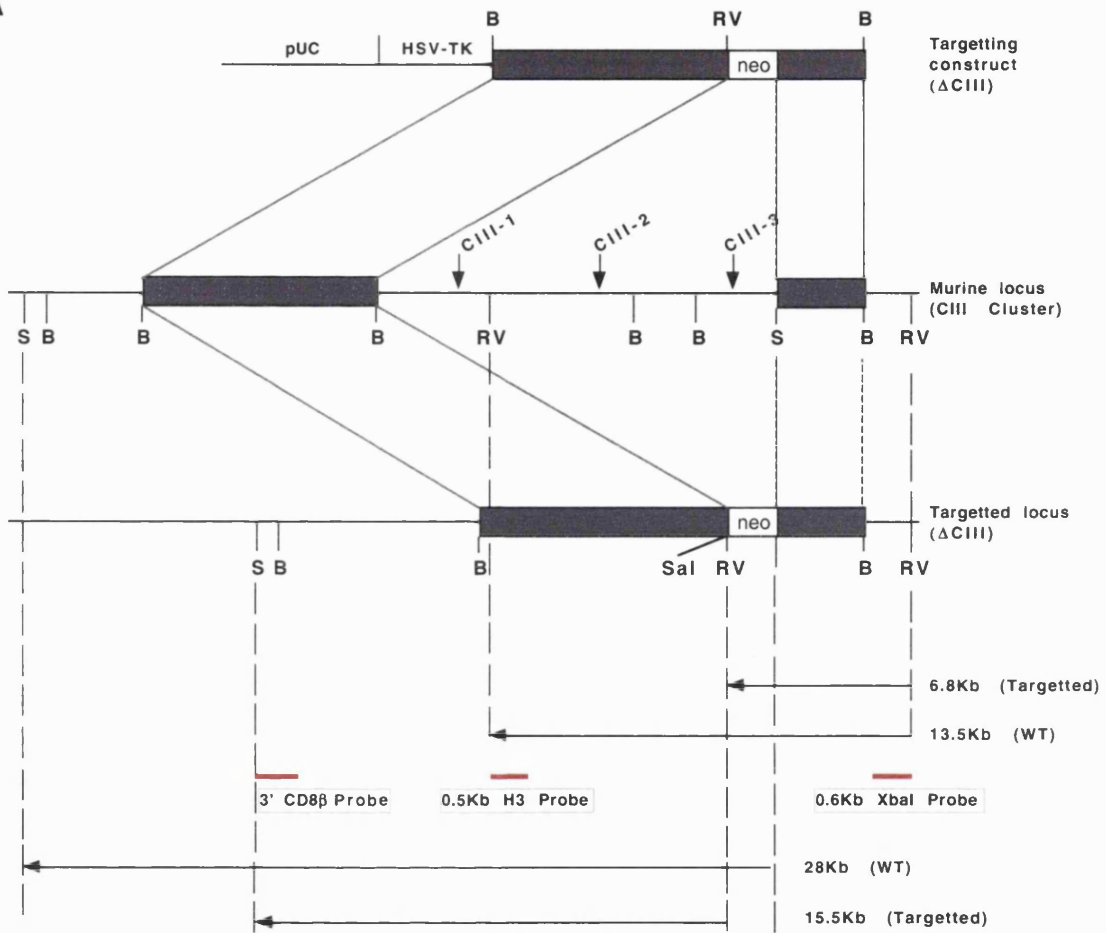 B RV B
pUC HSV-TK
neo
Targetting
construct
(ΔCIII)
CIII-1 CIII-2 CIII-3
Murine locus
(CIII Cluster)
S B B B RV B B S B RV
neo
Targetted locus
(ΔCIII)
S B B Sal RV B RV
6.8Kb (Targetted)
13.5Kb (WT)
3' CD8β Probe 0.5Kb H3 Probe 0.6Kb XbaI Probe
28Kb (WT)
15.5Kb (Targetted)